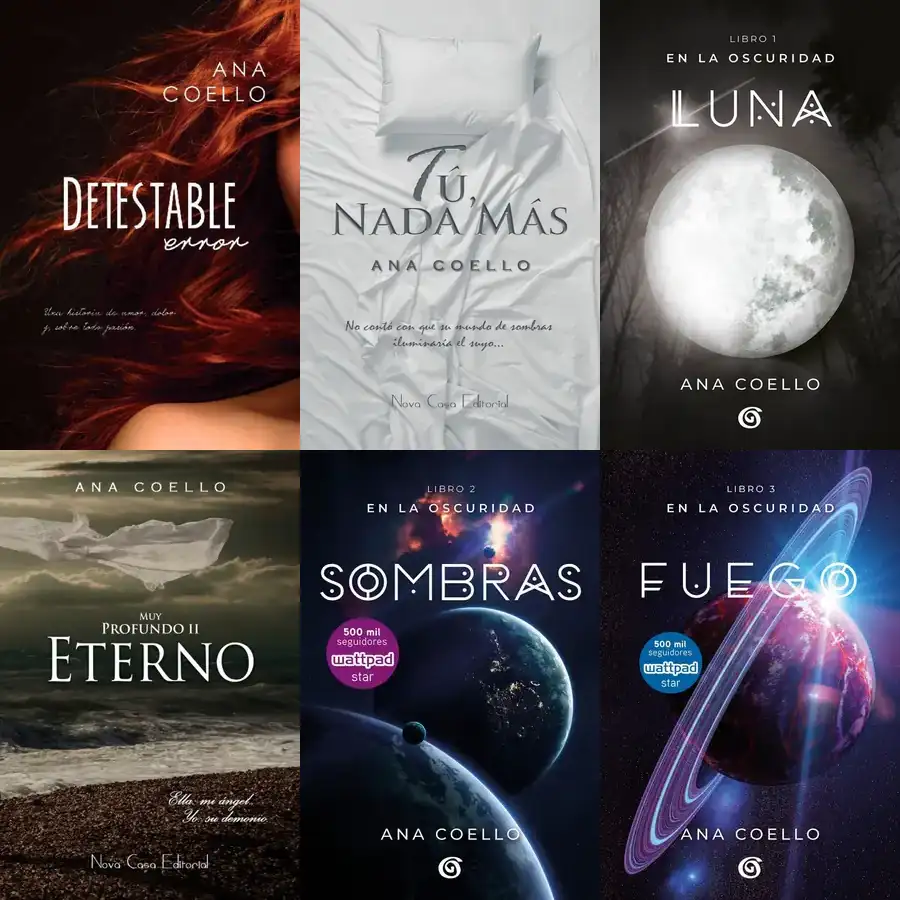 ANA
COELLO
DETESTABLE
error
Una historia de amor, dolor
y, sobre todo pasión.
TÚ,
NADA MÁS
ANA COELLO
No contó con que su mundo de sombras
iluminaría el suyo...
Nova Casa Editorial
LIBRO 1
EN LA OSCURIDAD
LUNA
ANA COELLO
ANA COELLO
MUY
PROFUNDO II
ETERNO
Ella: mi ángel.
Yo: su demonio.
Nova Casa Editorial
LIBRO 2
EN LA OSCURIDAD
SOMBRAS
500 mil
seguidores
wattpad
star
ANA COELLO
LIBRO 3
EN LA OSCURIDAD
FUEGO
500 mil
seguidores
wattpad
star
ANA COELLO